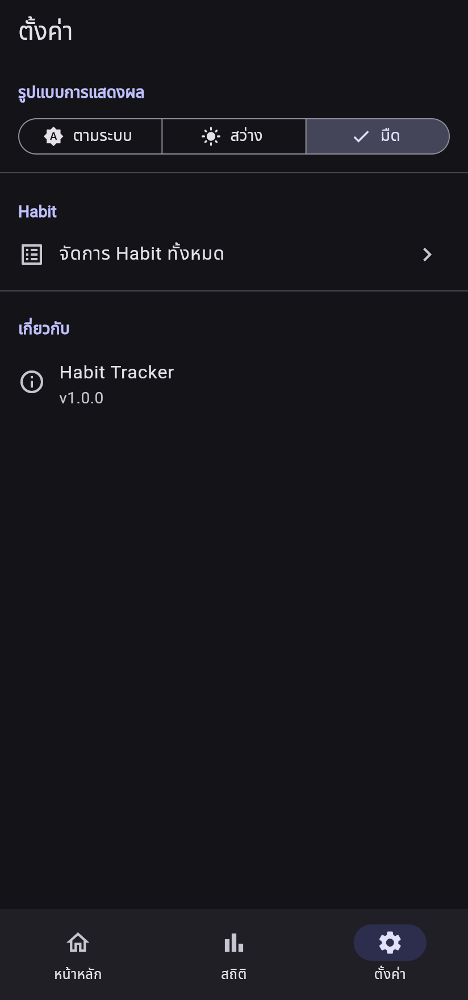 ตั้งค่า
รูปแบบการแสดงผล
A ตามระบบ สว่าง มืด
Habit
จัดการ Habit ทั้งหมด
เกี่ยวกับ
Habit Tracker
v1.0.0
หน้าหลัก สถิติ ตั้งค่า